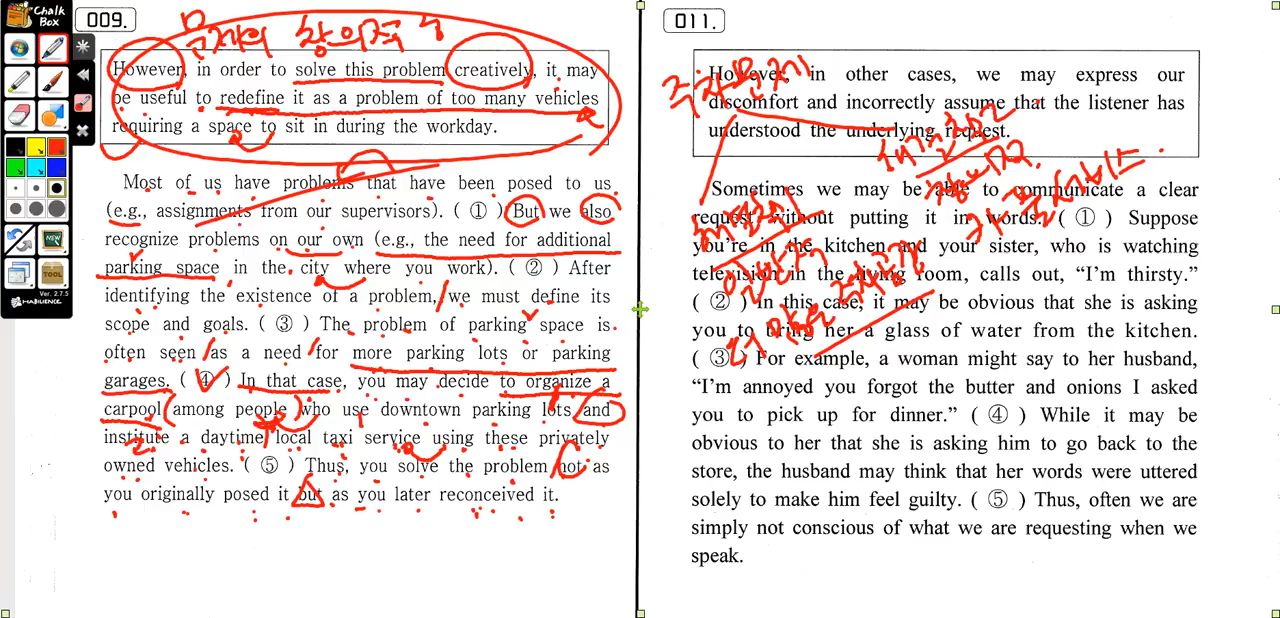 Chalk
Box
Ver. 2.7.5
HAUBENCE
009.
However, in order to solve this problem creatively, it may
be useful to redefine it as a problem of too many vehicles
requiring a space to sit in during the workday.
Most of us have problems that have been posed to us
(e.g., assignments from our supervisors). ( ① ) But we also
recognize problems on our own (e.g., the need for additional
parking space in the city where you work). ( ② ) After
identifying the existence of a problem, we must define its
scope and goals. ( ③ ) The problem of parking space is
often seen as a need for more parking lots or parking
garages. ( ④ ) In that case, you may decide to organize a
carpool among people who use downtown parking lots and
institute a daytime local taxi service using these privately
owned vehicles. ( ⑤ ) Thus, you solve the problem not as
you originally posed it but as you later reconceived it.
011.
However, in other cases, we may express our
discomfort and incorrectly assume that the listener has
understood the underlying request.
Sometimes we may be able to communicate a clear
request without putting it in words. ( ① ) Suppose
you're in the kitchen and your sister, who is watching
television in the living room, calls out, "I'm thirsty."
( ② ) In this case, it may be obvious that she is asking
you to bring her a glass of water from the kitchen.
( ③ ) For example, a woman might say to her husband,
"I'm annoyed you forgot the butter and onions I asked
you to pick up for dinner." ( ④ ) While it may be
obvious to her that she is asking him to go back to the
store, the husband may think that her words were uttered
solely to make him feel guilty. ( ⑤ ) Thus, often we are
simply not conscious of what we are requesting when we
speak.